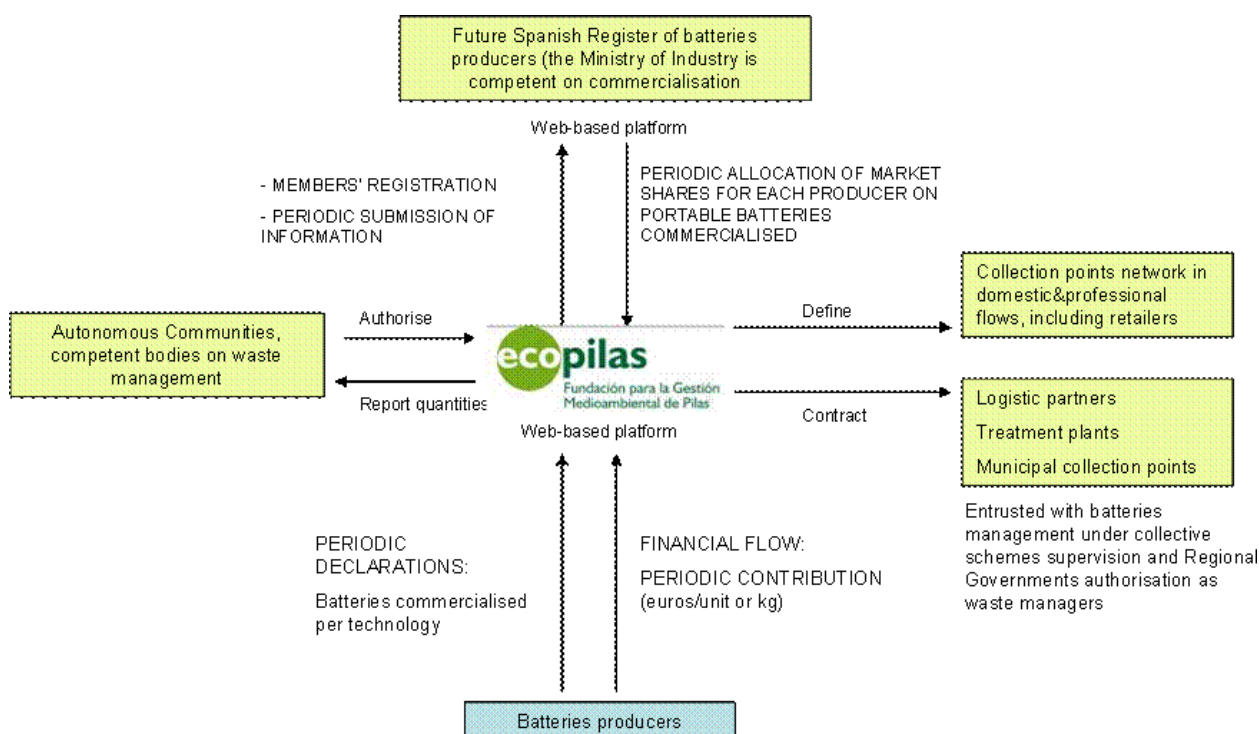 Future Spanish Register of batteries
producers (the Ministry of Industry is
competent on commercialisation
Web-based platform
- MEMBERS' REGISTRATION
- PERIODIC SUBMISSION OF
INFORMATION
PERIODIC ALLOCATION OF MARKET
SHARES FOR EACH PRODUCER ON
PORTABLE BATTERIES
COMMERCIALISED
Autonomous Communities,
competent bodies on waste
management
Authorise
Report quantities
ecopilas
Fundación para la Gestión
Medioambiental de Pilas
Web-based platform
Define
Contract
Collection points network in
domestic&professional
flows, including retailers
Logistic partners
Treatment plants
Municipal collection points
Entrusted with batteries
management under collective
schemes supervision and Regional
Governments authorisation as
waste managers
PERIODIC
DECLARATIONS:
Batteries commercialised
per technology
FINANCIAL FLOW:
PERIODIC CONTRIBUTION
(euros/unit or kg)
Batteries producers